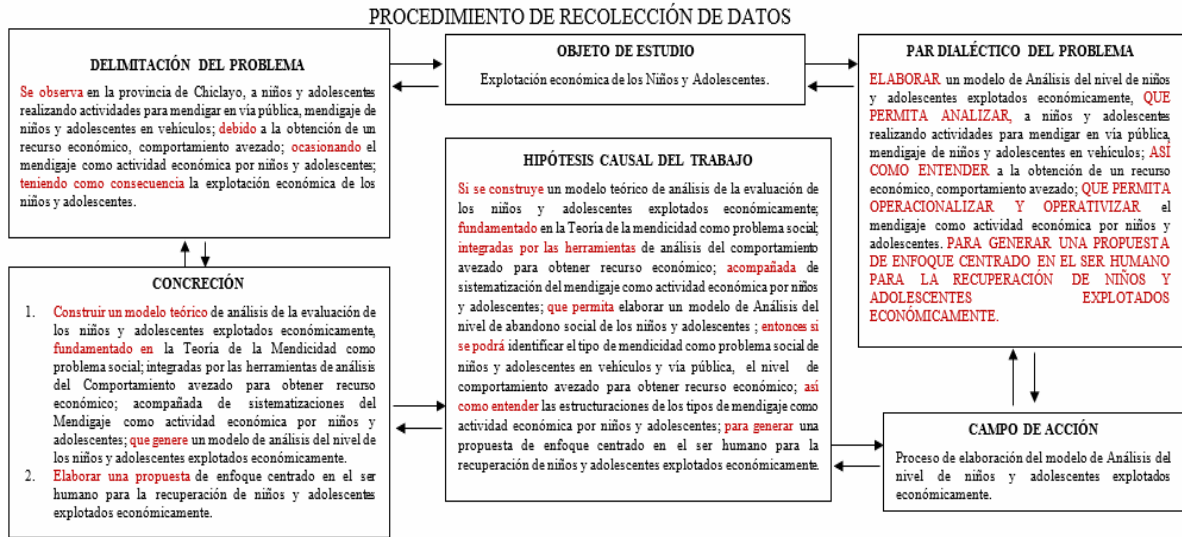 PROCEDIMIENTO DE RECOLECCIÓN DE DATOS
DELIMITACIÓN DEL PROBLEMA
Se observa en la provincia de Chiclayo, a niños y adolescentes
realizando actividades para mendigar en vía pública, mendigaje de
niños y adolescentes en vehículos; debido a la obtención de un
recurso económico, comportamiento avezado; ocasionando el
mendigaje como actividad económica por niños y adolescentes;
teniendo como consecuencia la explotación económica de los
niños y adolescentes.
OBJETO DE ESTUDIO
Explotación económica de los Niños y Adolescentes.
PAR DIALÉCTICO DEL PROBLEMA
ELABORAR un modelo de Análisis del nivel de niños
y adolescentes explotados económicamente, QUE
PERMITA ANALIZAR, a niños y adolescentes
realizando actividades para mendigar en vía pública,
mendigaje de niños y adolescentes en vehículos; ASÍ
COMO ENTENDER a la obtención de un recurso
económico, comportamiento avezado; QUE PERMITA
OPERACIONALIZAR Y OPERATIVIZAR el
mendigaje como actividad económica por niños y
adolescentes. PARA GENERAR UNA PROPUESTA
DE ENFOQUE CENTRADO EN EL SER HUMANO
PARA LA RECUPERACIÓN DE NIÑOS Y
ADOLESCENTES EXPLOTADOS
ECONÓMICAMENTE.
HIPÓTESIS CAUSAL DEL TRABAJO
Si se construye un modelo teórico de análisis de la evaluación de
los niños y adolescentes explotados económicamente;
fundamentado en la Teoría de la mendicidad como problema social;
integradas por las herramientas de análisis del comportamiento
avezado para obtener recurso económico; acompañada de
sistematización del mendigaje como actividad económica por niños
y adolescentes; que permita elaborar un modelo de Análisis del
nivel de abandono social de los niños y adolescentes ; entonces si
se podrá identificar el tipo de mendicidad como problema social de
niños y adolescentes en vehículos y vía pública, el nivel de
comportamiento avezado para obtener recurso económico; así
como entender las estructuraciones de los tipos de mendigaje como
actividad económica por niños y adolescentes; para generar una
propuesta de enfoque centrado en el ser humano para la
recuperación de niños y adolescentes explotados económicamente.
CONCRECIÓN
1. Construir un modelo teórico de análisis de la evaluación de
los niños y adolescentes explotados económicamente,
fundamentado en la Teoría de la Mendicidad como
problema social; integradas por las herramientas de análisis
del Comportamiento avezado para obtener recurso
económico; acompañada de sistematizaciones del
Mendigaje como actividad económica por niños y
adolescentes; que genere un modelo de análisis del nivel de
los niños y adolescentes explotados económicamente.
2. Elaborar una propuesta de enfoque centrado en el ser
humano para la recuperación de niños y adolescentes
explotados económicamente.
CAMPO DE ACCIÓN
Proceso de elaboración del modelo de Análisis del
nivel de niños y adolescentes explotados
económicamente.